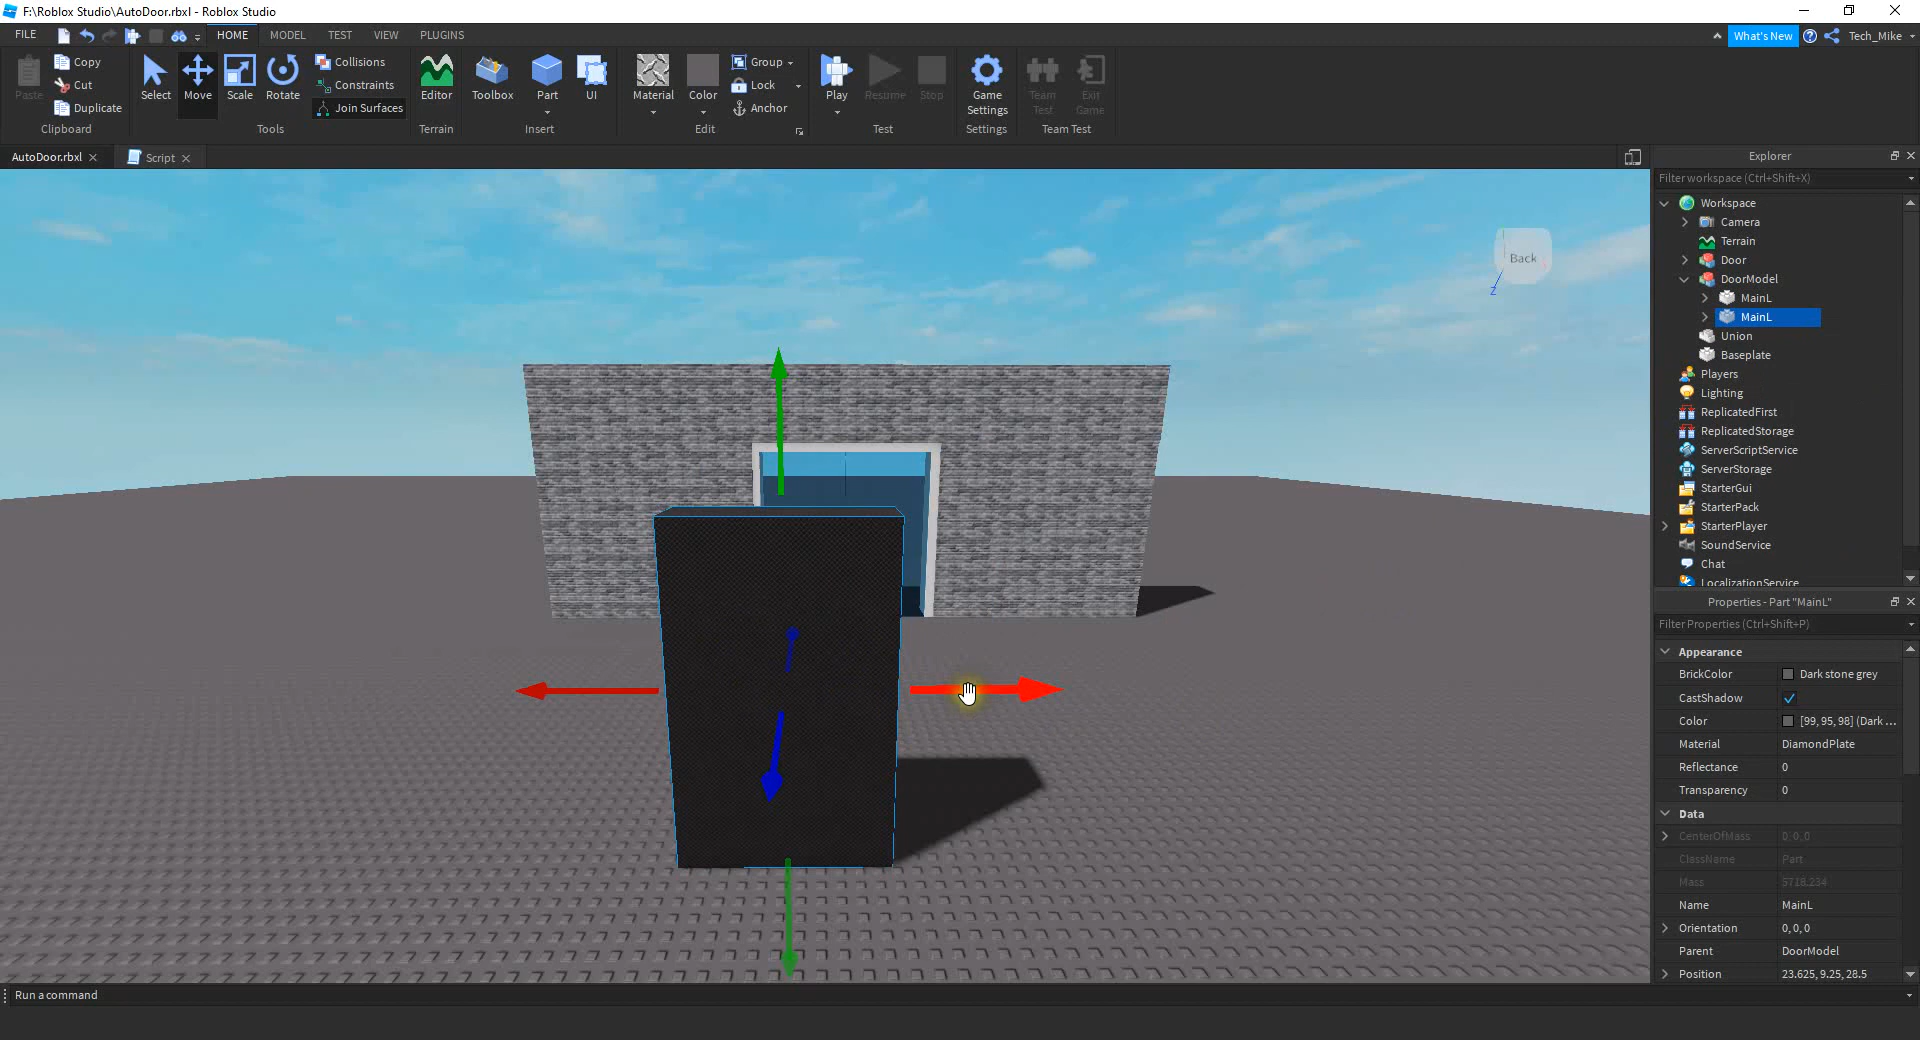 F:\Roblox Studio\AutoDoor.rbxl - Roblox Studio
FILE HOME MODEL TEST VIEW PLUGINS What's New Tech_Mike
Paste Copy Cut Duplicate Clipboard
Select Move Scale Rotate Collisions Constraints Join Surfaces Tools
Editor Terrain
Toolbox Part UI Insert
Material Color Group Lock Anchor Edit
Play Resume Stop Test
Game Settings Settings
Team Test Exit Game Team Test
AutoDoor.rbxl Script
Back
Z
Explorer
Filter workspace (Ctrl+Shift+X)
Workspace
Camera
Terrain
Door
DoorModel
MainL
MainL
Union
Baseplate
Players
Lighting
ReplicatedFirst
ReplicatedStorage
ServerScriptService
ServerStorage
StarterGui
StarterPack
StarterPlayer
SoundService
Chat
LocalizationService
Properties - Part "MainL"
Filter Properties (Ctrl+Shift+P)
Appearance
BrickColor Dark stone grey
CastShadow
Color [99, 95, 98] (Dark ...
Material DiamondPlate
Reflectance 0
Transparency 0
Data
CenterOfMass 0, 0, 0
ClassName Part
Mass 5718.234
Name MainL
Orientation 0, 0, 0
Parent DoorModel
Position 23.625, 9.25, 28.5
Run a command